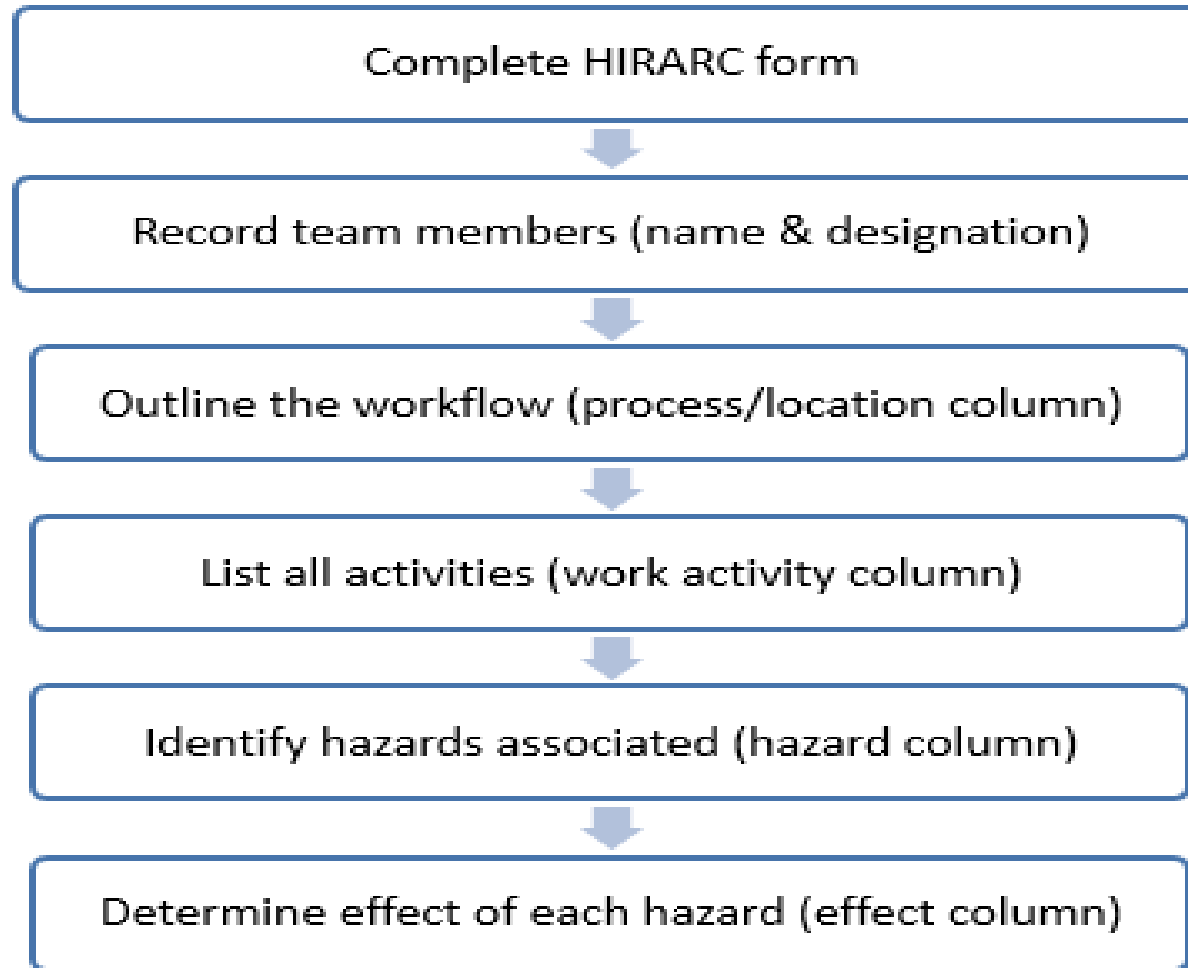 Complete HIRARC form
Record team members (name & designation)
Outline the workflow (process/location column)
List all activities (work activity column)
Identify hazards associated (hazard column)
Determine effect of each hazard (effect column)